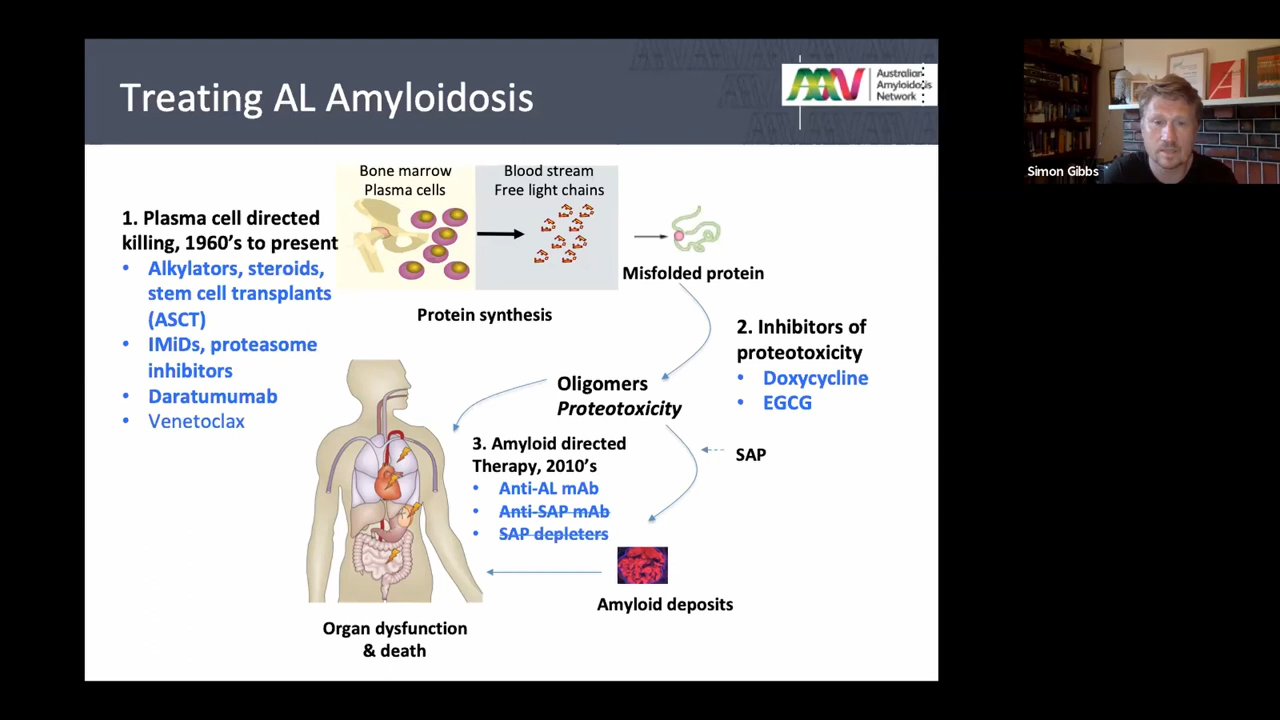 Treating AL Amyloidosis
Australian
Amyloidosis
Network
Simon Gibbs
Bone marrow
Plasma cells
Blood stream
Free light chains
1. Plasma cell directed
killing, 1960's to present
• Alkylators, steroids,
stem cell transplants
(ASCT)
• IMiDs, proteasome
inhibitors
• Daratumumab
• Venetoclax
Misfolded protein
Protein synthesis
2. Inhibitors of
proteotoxicity
• Doxycycline
• EGCG
Oligomers
Proteotoxicity
3. Amyloid directed
Therapy, 2010's
• Anti-AL mAb
• Anti-SAP mAb
• SAP depleters
SAP
Amyloid deposits
Organ dysfunction
& death